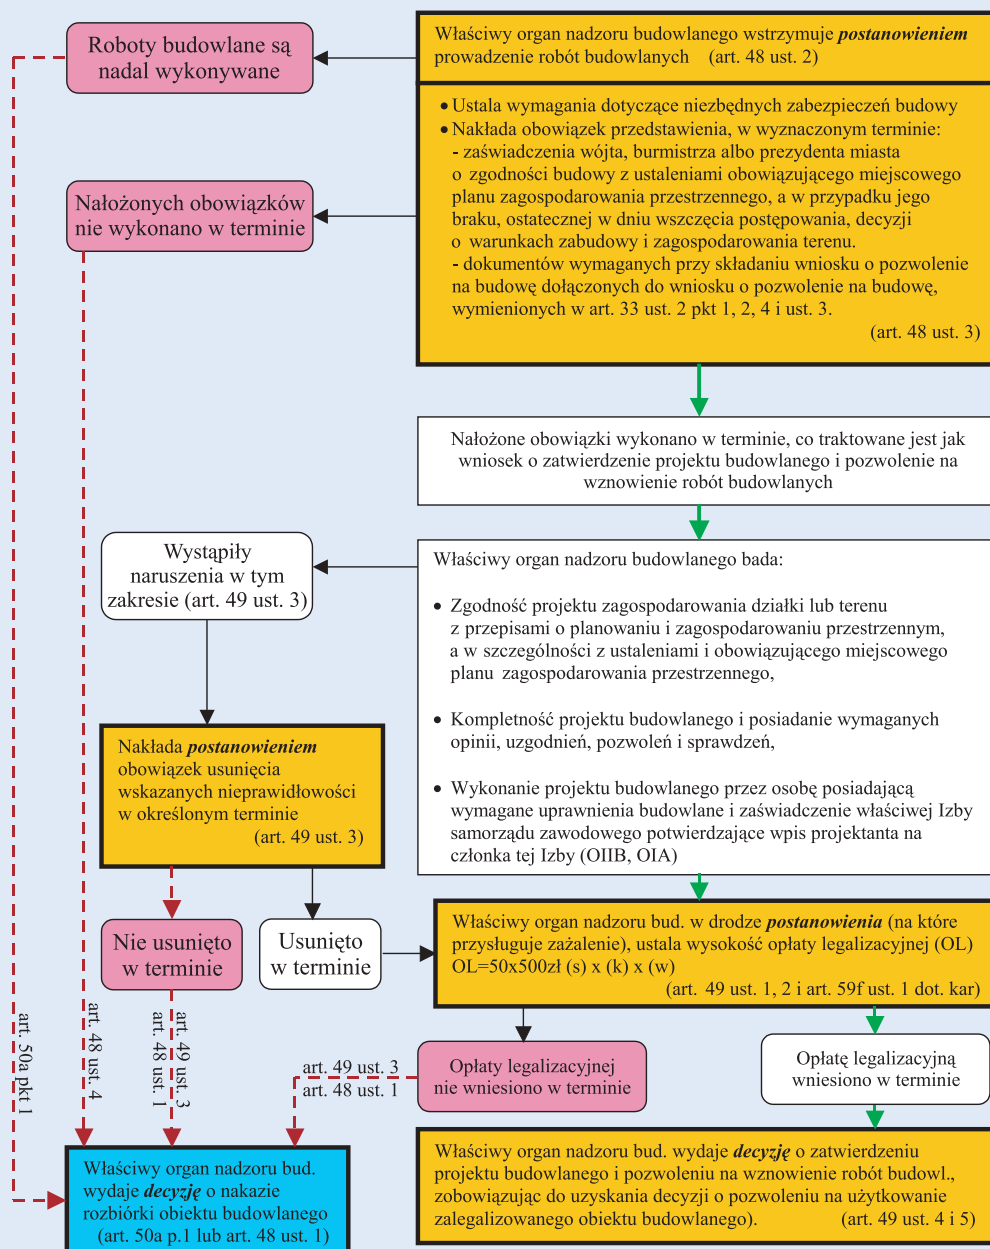 Roboty budowlane są
nadal wykonywane
Właściwy organ nadzoru budowlanego wstrzymuje postanowieniem
prowadzenie robót budowlanych (art. 48 ust. 2)
• Ustala wymagania dotyczące niezbędnych zabezpieczeń budowy
• Nakłada obowiązek przedstawienia, w wyznaczonym terminie:
- zaświadczenia wójta, burmistrza albo prezydenta miasta
o zgodności budowy z ustaleniami obowiązującego miejscowego
planu zagospodarowania przestrzennego, a w przypadku jego
braku, ostatecznej w dniu wszczęcia postępowania, decyzji
o warunkach zabudowy i zagospodarowania terenu.
- dokumentów wymaganych przy składaniu wniosku o pozwolenie
na budowę dołączonych do wniosku o pozwolenie na budowę,
wymienionych w art. 33 ust. 2 pkt 1, 2, 4 i ust. 3.
(art. 48 ust. 3)
Nałożonych obowiązków
nie wykonano w terminie
Nałożone obowiązki wykonano w terminie, co traktowane jest jak
wniosek o zatwierdzenie projektu budowlanego i pozwolenie na
wznowienie robót budowlanych
Wystąpiły
naruszenia w tym
zakresie (art. 49 ust. 3)
Właściwy organ nadzoru budowlanego bada:
• Zgodność projektu zagospodarowania działki lub terenu
z przepisami o planowaniu i zagospodarowaniu przestrzennym,
a w szczególności z ustaleniami i obowiązującego miejscowego
planu zagospodarowania przestrzennego,
• Kompletność projektu budowlanego i posiadanie wymaganych
opinii, uzgodnień, pozwoleń i sprawdzeń,
• Wykonanie projektu budowlanego przez osobę posiadającą
wymagane uprawnienia budowlane i zaświadczenie właściwej Izby
samorządu zawodowego potwierdzające wpis projektanta na
członka tej Izby (OIIB, OIA)
Nakłada postanowieniem
obowiązek usunięcia
wskazanych nieprawidłowości
w określonym terminie
(art. 49 ust. 3)
Nie usunięto
w terminie
Usunięto
w terminie
Właściwy organ nadzoru bud. w drodze postanowienia (na które
przysługuje zażalenie), ustala wysokość opłaty legalizacyjnej (OL)
OL=50x500zł (s) x (k) x (w)
(art. 49 ust. 1, 2 i art. 59f ust. 1 dot. kar)
art. 50a pkt 1
art. 48 ust. 4
art. 49 ust. 3
art. 48 ust. 1
art. 49 ust. 3
art. 48 ust. 1
Opłaty legalizacyjnej
nie wniesiono w terminie
Opłatę legalizacyjną
wniesiono w terminie
Właściwy organ nadzoru bud.
wydaje decyzję o nakazie
rozbiórki obiektu budowlanego
(art. 50a p.1 lub art. 48 ust. 1)
Właściwy organ nadzoru bud. wydaje decyzję o zatwierdzeniu
projektu budowlanego i pozwoleniu na wznowienie robót budowl.,
zobowiązując do uzyskania decyzji o pozwoleniu na użytkowanie
zalegalizowanego obiektu budowlanego). (art. 49 ust. 4 i 5)